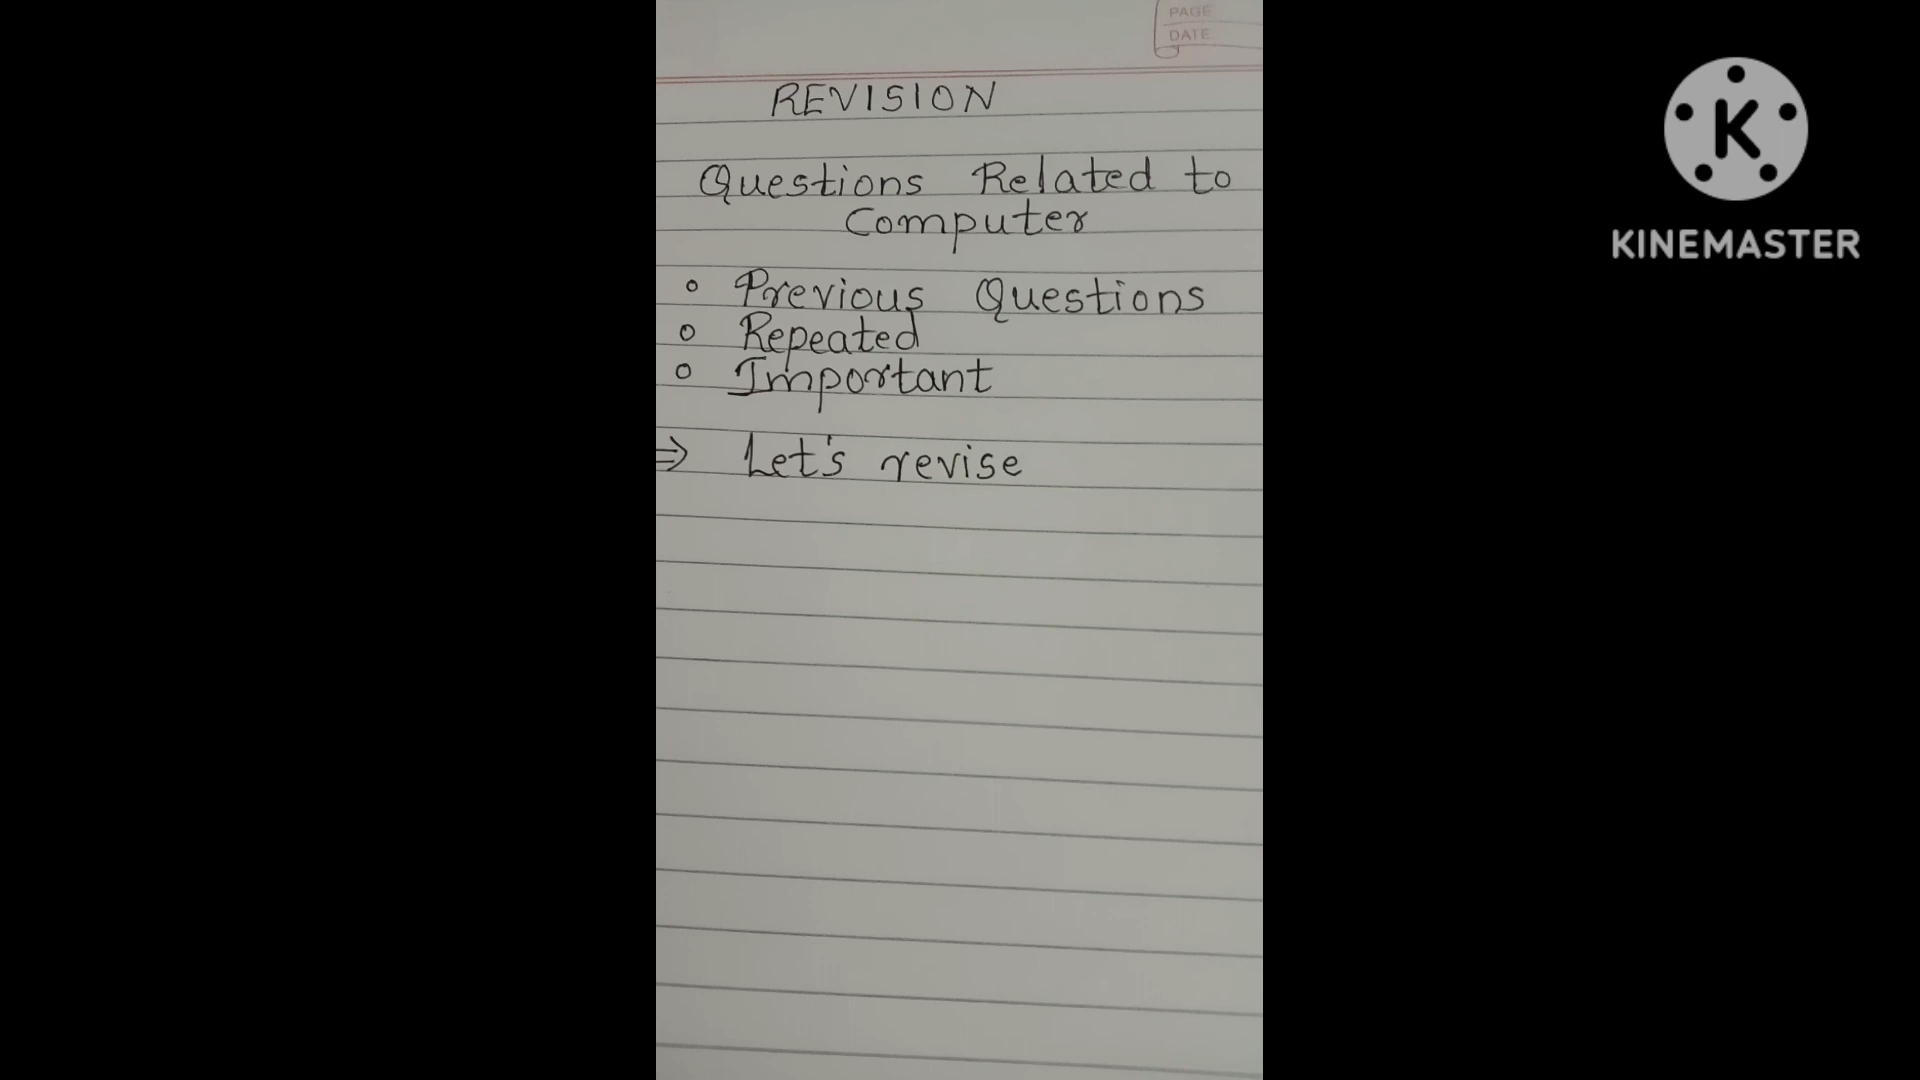 PAGE
DATE
REVISION
Questions Related to
Computer
o Previous Questions
o Repeated
o Important
⇒ Let's revise
KINEMASTER